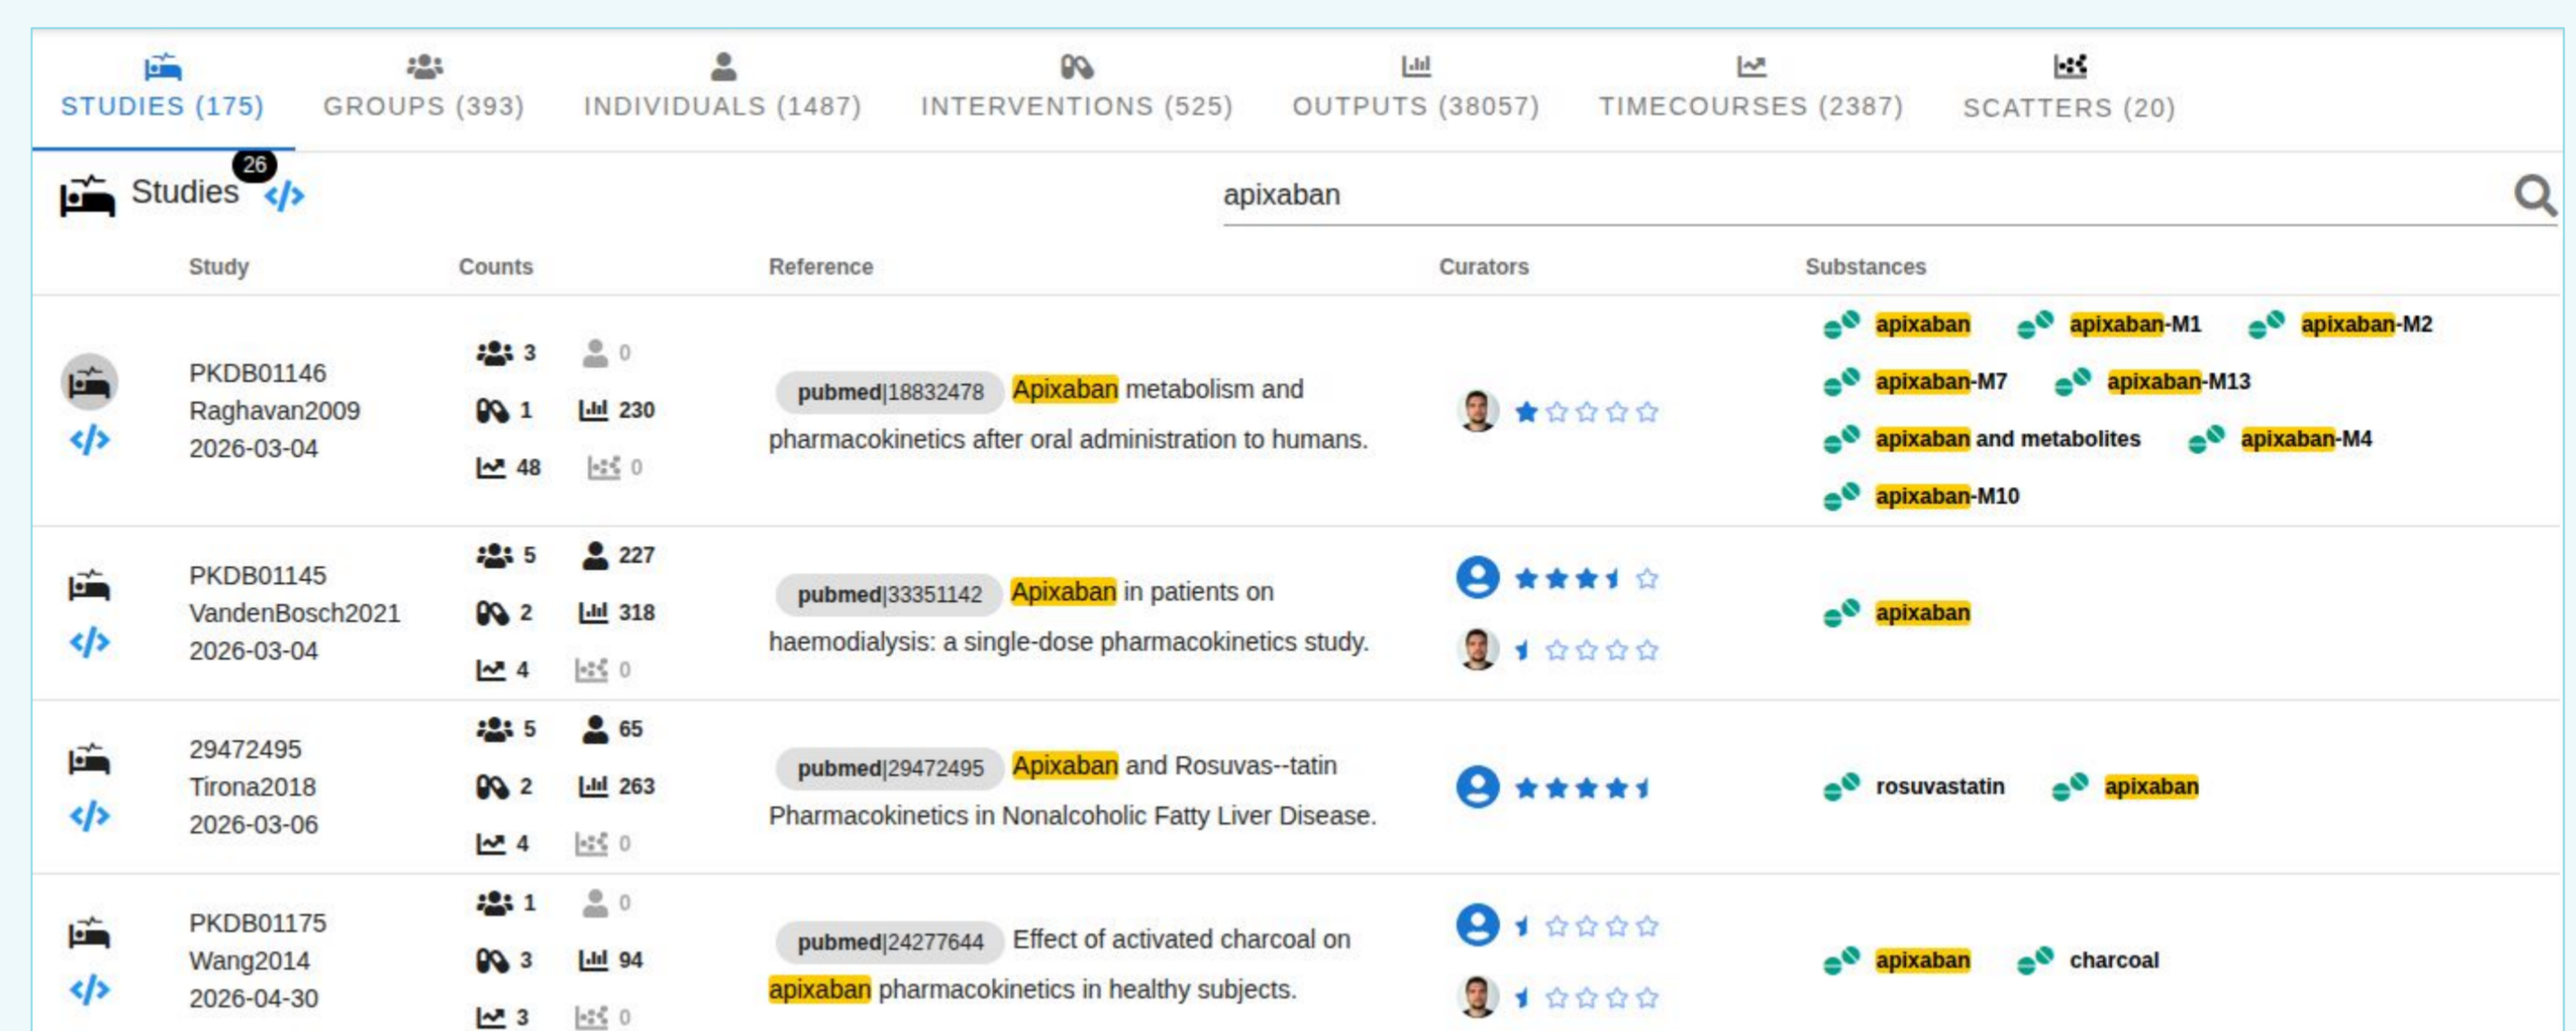 STUDIES (175) GROUPS (393) INDIVIDUALS (1487) INTERVENTIONS (525) OUTPUTS (38057) TIMECOURSES (2387) SCATTERS (20)
26
Studies </> apixaban
Study Counts Reference Curators Substances
PKDB01146
Raghavan2009
2026-03-04
</>
3 0
1 230
48 0
pubmed|18832478 Apixaban metabolism and
pharmacokinetics after oral administration to humans.
apixaban apixaban-M1 apixaban-M2
apixaban-M7 apixaban-M13
apixaban and metabolites apixaban-M4
apixaban-M10
PKDB01145
VandenBosch2021
2026-03-04
</>
5 227
2 318
4 0
pubmed|33351142 Apixaban in patients on
haemodialysis: a single-dose pharmacokinetics study.
apixaban
29472495
Tirona2018
2026-03-06
</>
5 65
2 263
4 0
pubmed|29472495 Apixaban and Rosuvas--tatin
Pharmacokinetics in Nonalcoholic Fatty Liver Disease.
rosuvastatin apixaban
PKDB01175
Wang2014
2026-04-30
</>
1 0
3 94
3 0
pubmed|24277644 Effect of activated charcoal on
apixaban pharmacokinetics in healthy subjects.
apixaban charcoal